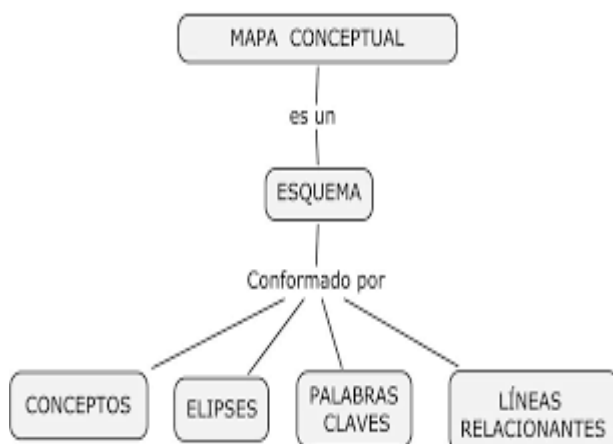 MAPA CONCEPTUAL
es un
ESQUEMA
Conformado por
CONCEPTOS
ELIPSES
PALABRAS
CLAVES
LÍNEAS
RELACIONANTES